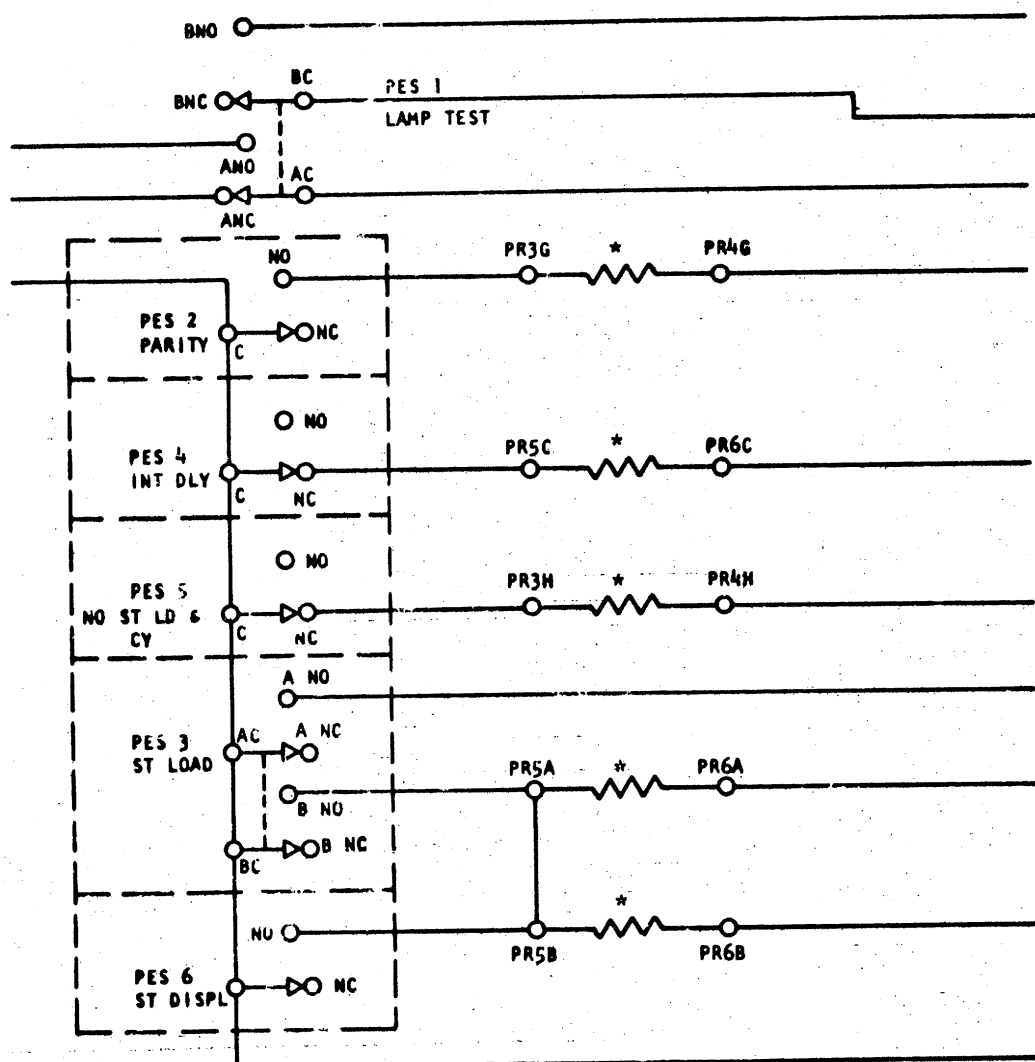 BNO
BNC
BC
PES 1
LAMP TEST
ANO
AC
ANC
NO
PR3G
*
PR4G
PES 2
PARITY
C
NC
NO
PES 4
INT DLY
C
NC
PR5C
*
PR6C
NO
PES 5
NO ST LD &
CY
C
NC
PR3H
*
PR4H
A NO
PES 3
ST LOAD
AC
A NC
B NO
PR5A
*
PR6A
BC
B NC
NO
PR5B
*
PR6B
PES 6
ST DISPL
NC